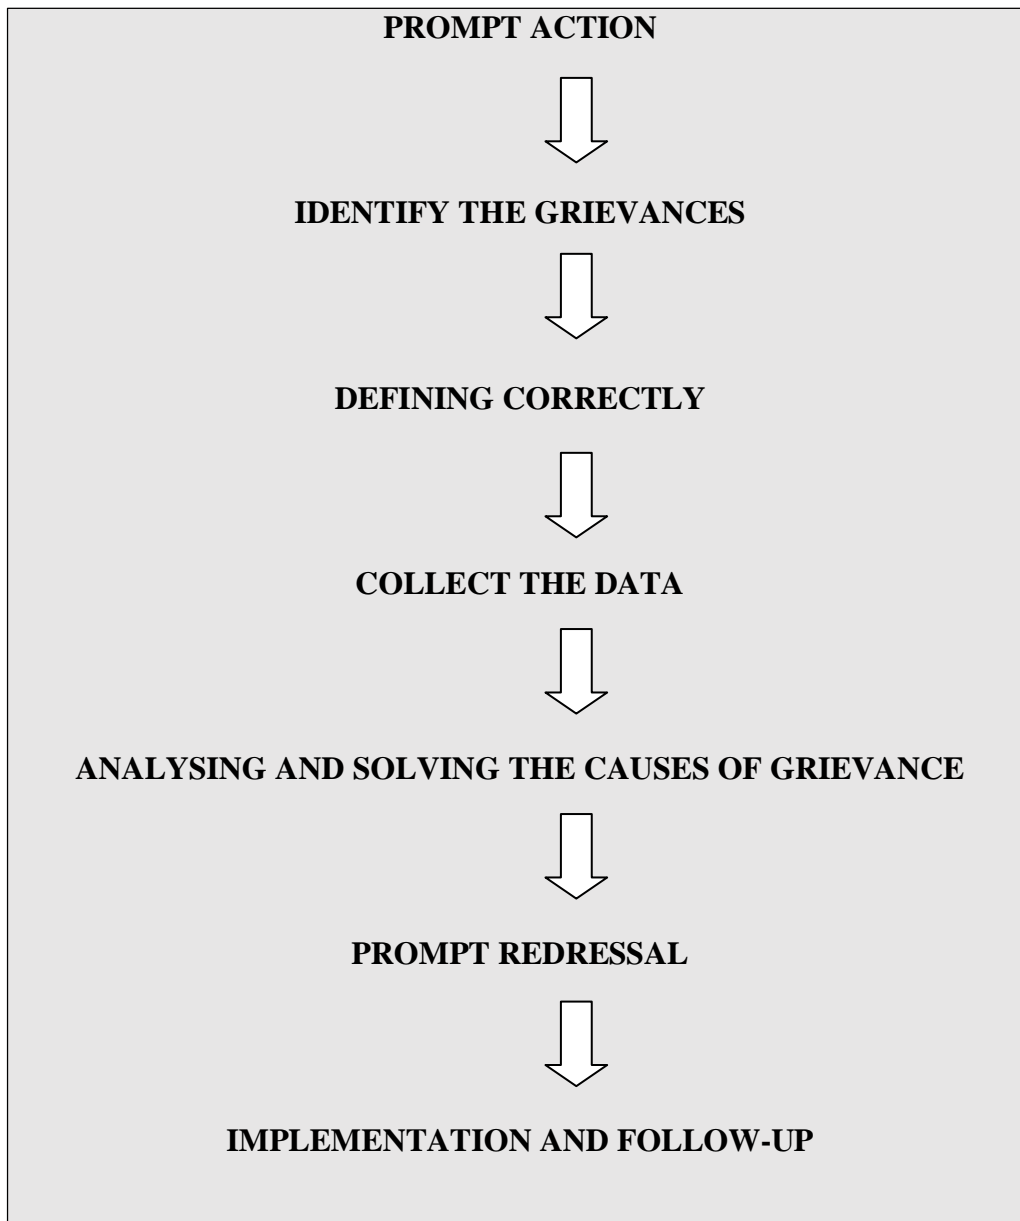 PROMPT ACTION
IDENTIFY THE GRIEVANCES
DEFINING CORRECTLY
COLLECT THE DATA
ANALYSING AND SOLVING THE CAUSES OF GRIEVANCE
PROMPT REDRESSAL
IMPLEMENTATION AND FOLLOW-UP